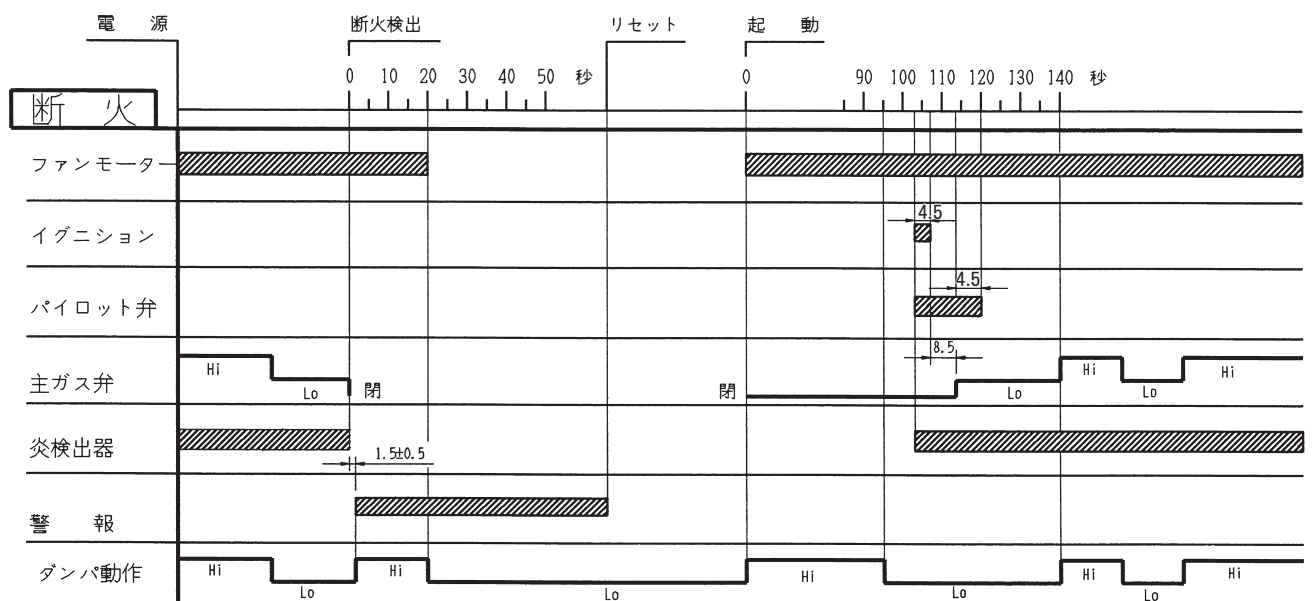 電 源 断火検出 リセット 起 動
0 10 20 30 40 50 秒 0 90 100 110 120 130 140 秒
断 火
ファンモーター
イグニション 4.5
パイロット弁 4.5
主ガス弁 Hi Lo 閉 閉 8.5 Lo Hi Lo Hi
炎検出器 1.5±0.5
警 報
ダンパ動作 Hi Lo Hi Lo Hi Lo Hi Lo Hi